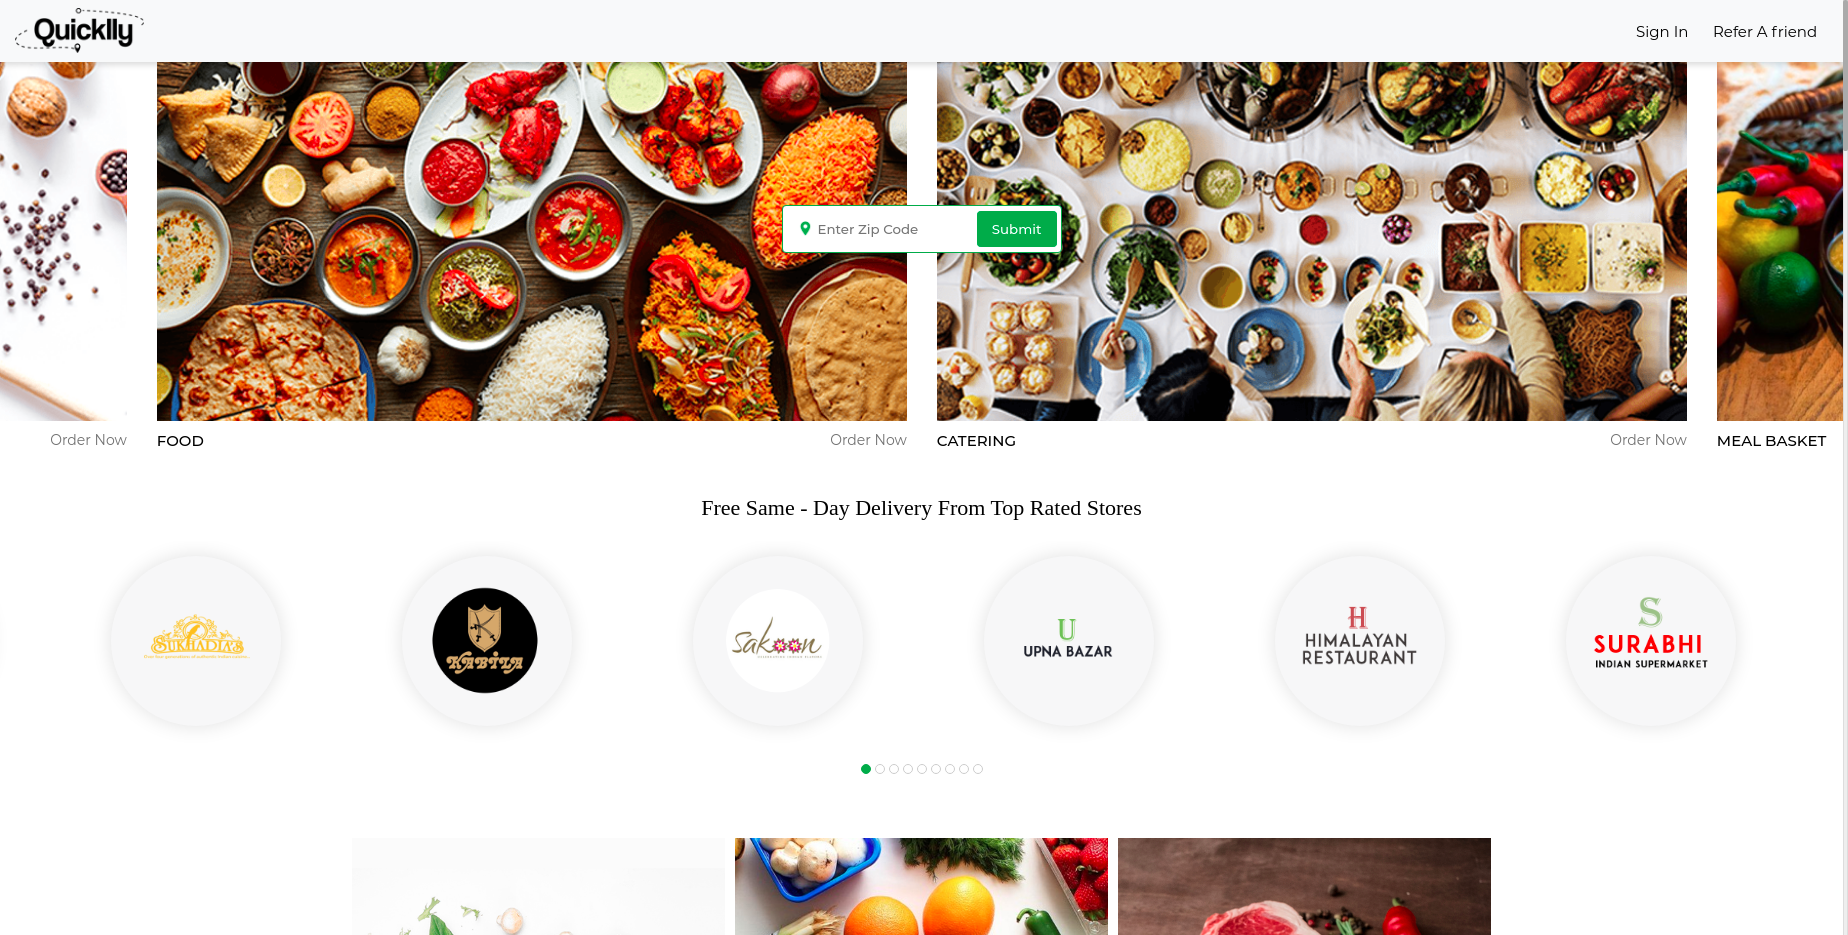 Quicklly
Sign In
Refer A friend
Enter Zip Code
Submit
Order Now
FOOD
Order Now
CATERING
Order Now
MEAL BASKET
Free Same - Day Delivery From Top Rated Stores
SUKHADIA'S
KABILA
Sakoon
U
UPNA BAZAR
H
HIMALAYAN
RESTAURANT
S
SURABHI
INDIAN SUPERMARKET